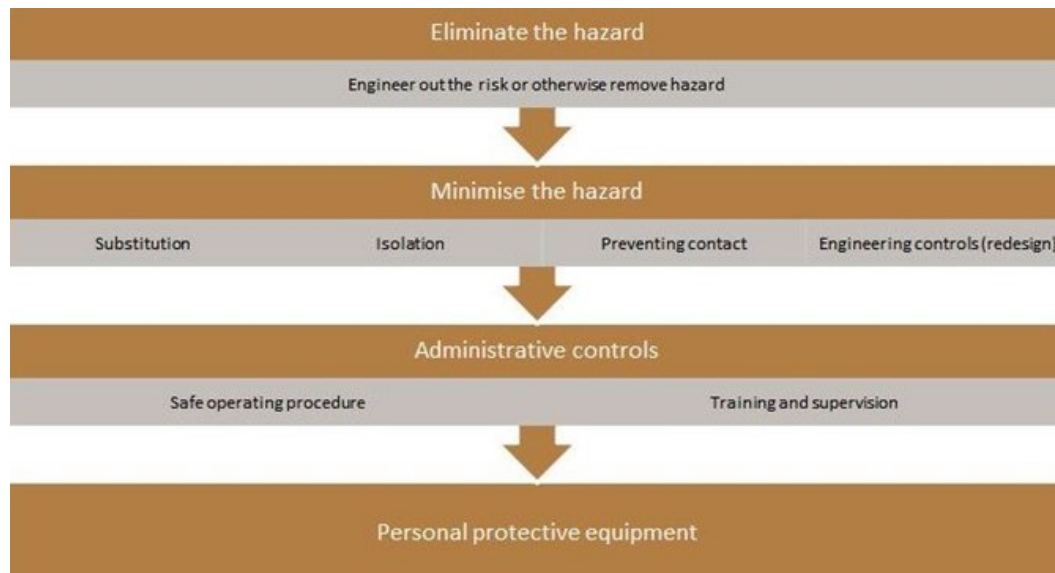 Eliminate the hazard
Engineer out the risk or otherwise remove hazard
Minimise the hazard
Substitution
Isolation
Preventing contact
Engineering controls (redesign)
Administrative controls
Safe operating procedure
Training and supervision
Personal protective equipment